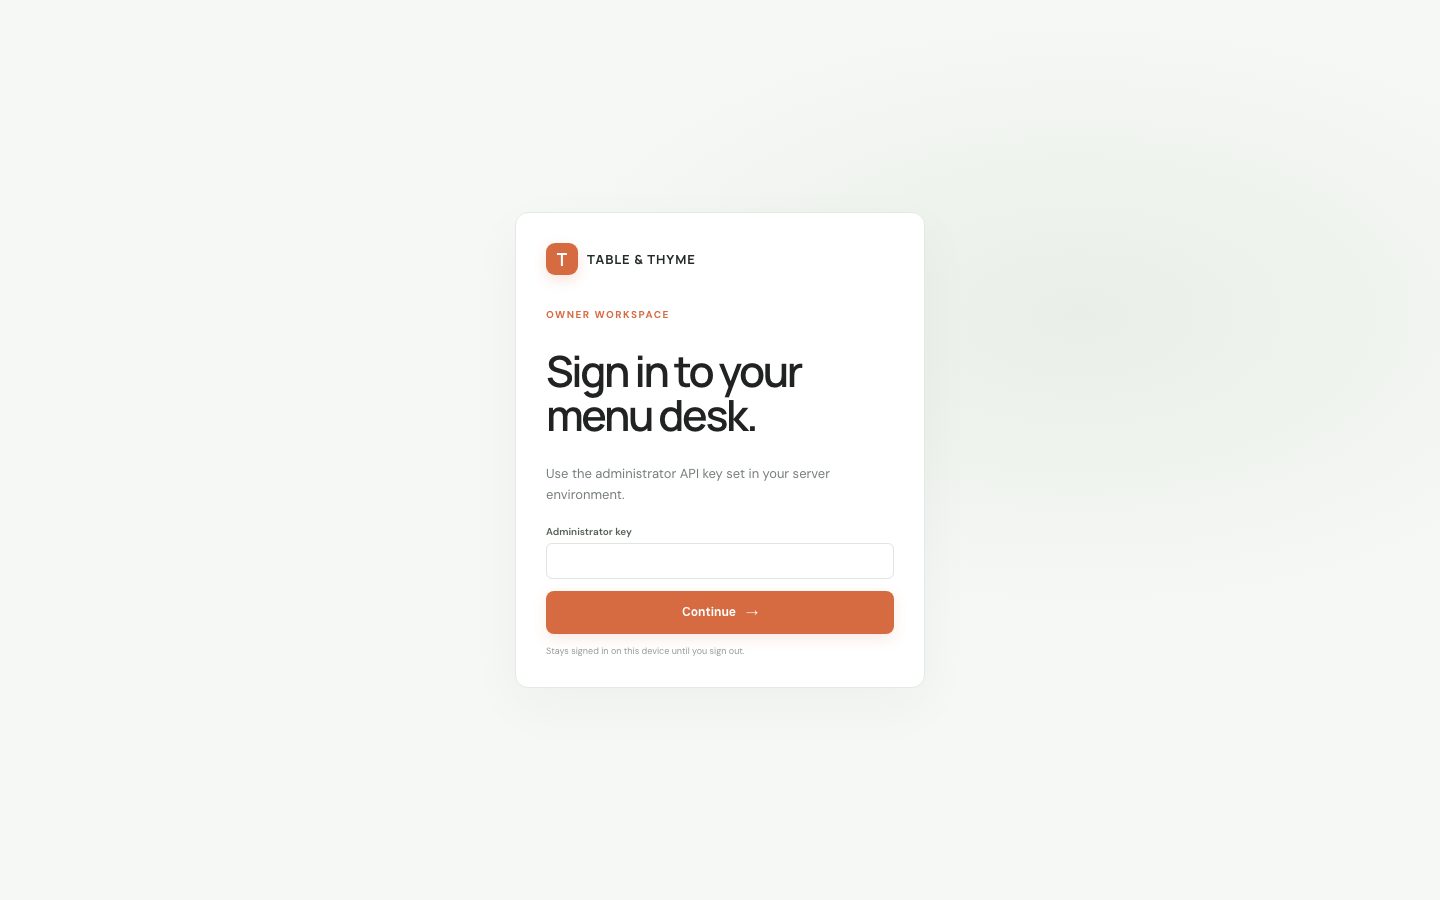 T
TABLE & THYME
OWNER WORKSPACE
Sign in to your
menu desk.
Use the administrator API key set in your server
environment.
Administrator key
Continue →
Stays signed in on this device until you sign out.